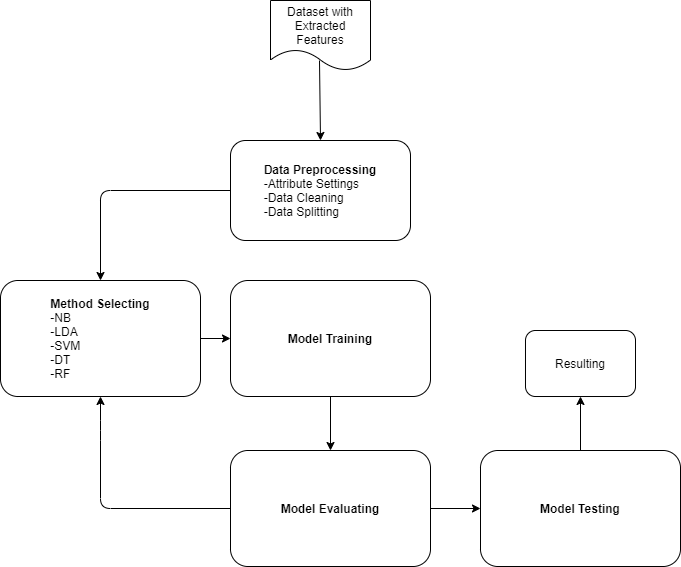 Dataset with
Extracted
Features
Data Preprocessing
-Attribute Settings
-Data Cleaning
-Data Splitting
Method Selecting
-NB
-LDA
-SVM
-DT
-RF
Model Training
Resulting
Model Evaluating
Model Testing